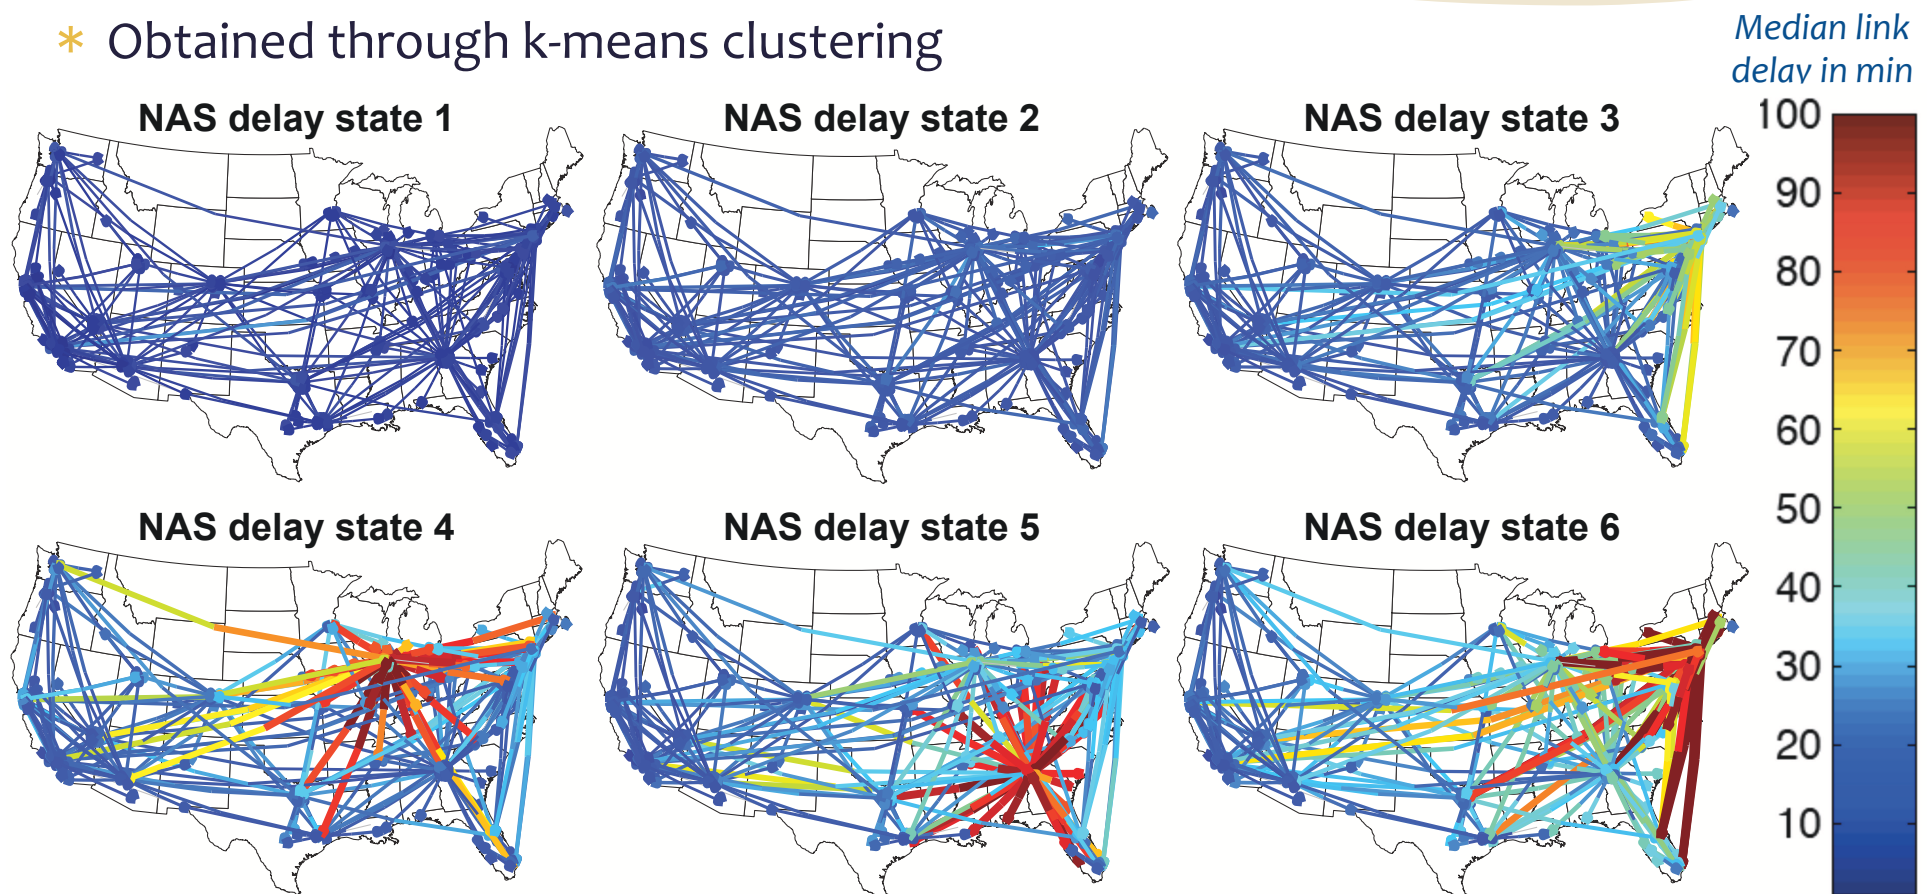 * Obtained through k-means clustering
Median link
delay in min
NAS delay state 1
NAS delay state 2
NAS delay state 3
NAS delay state 4
NAS delay state 5
NAS delay state 6
100
90
80
70
60
50
40
30
20
10